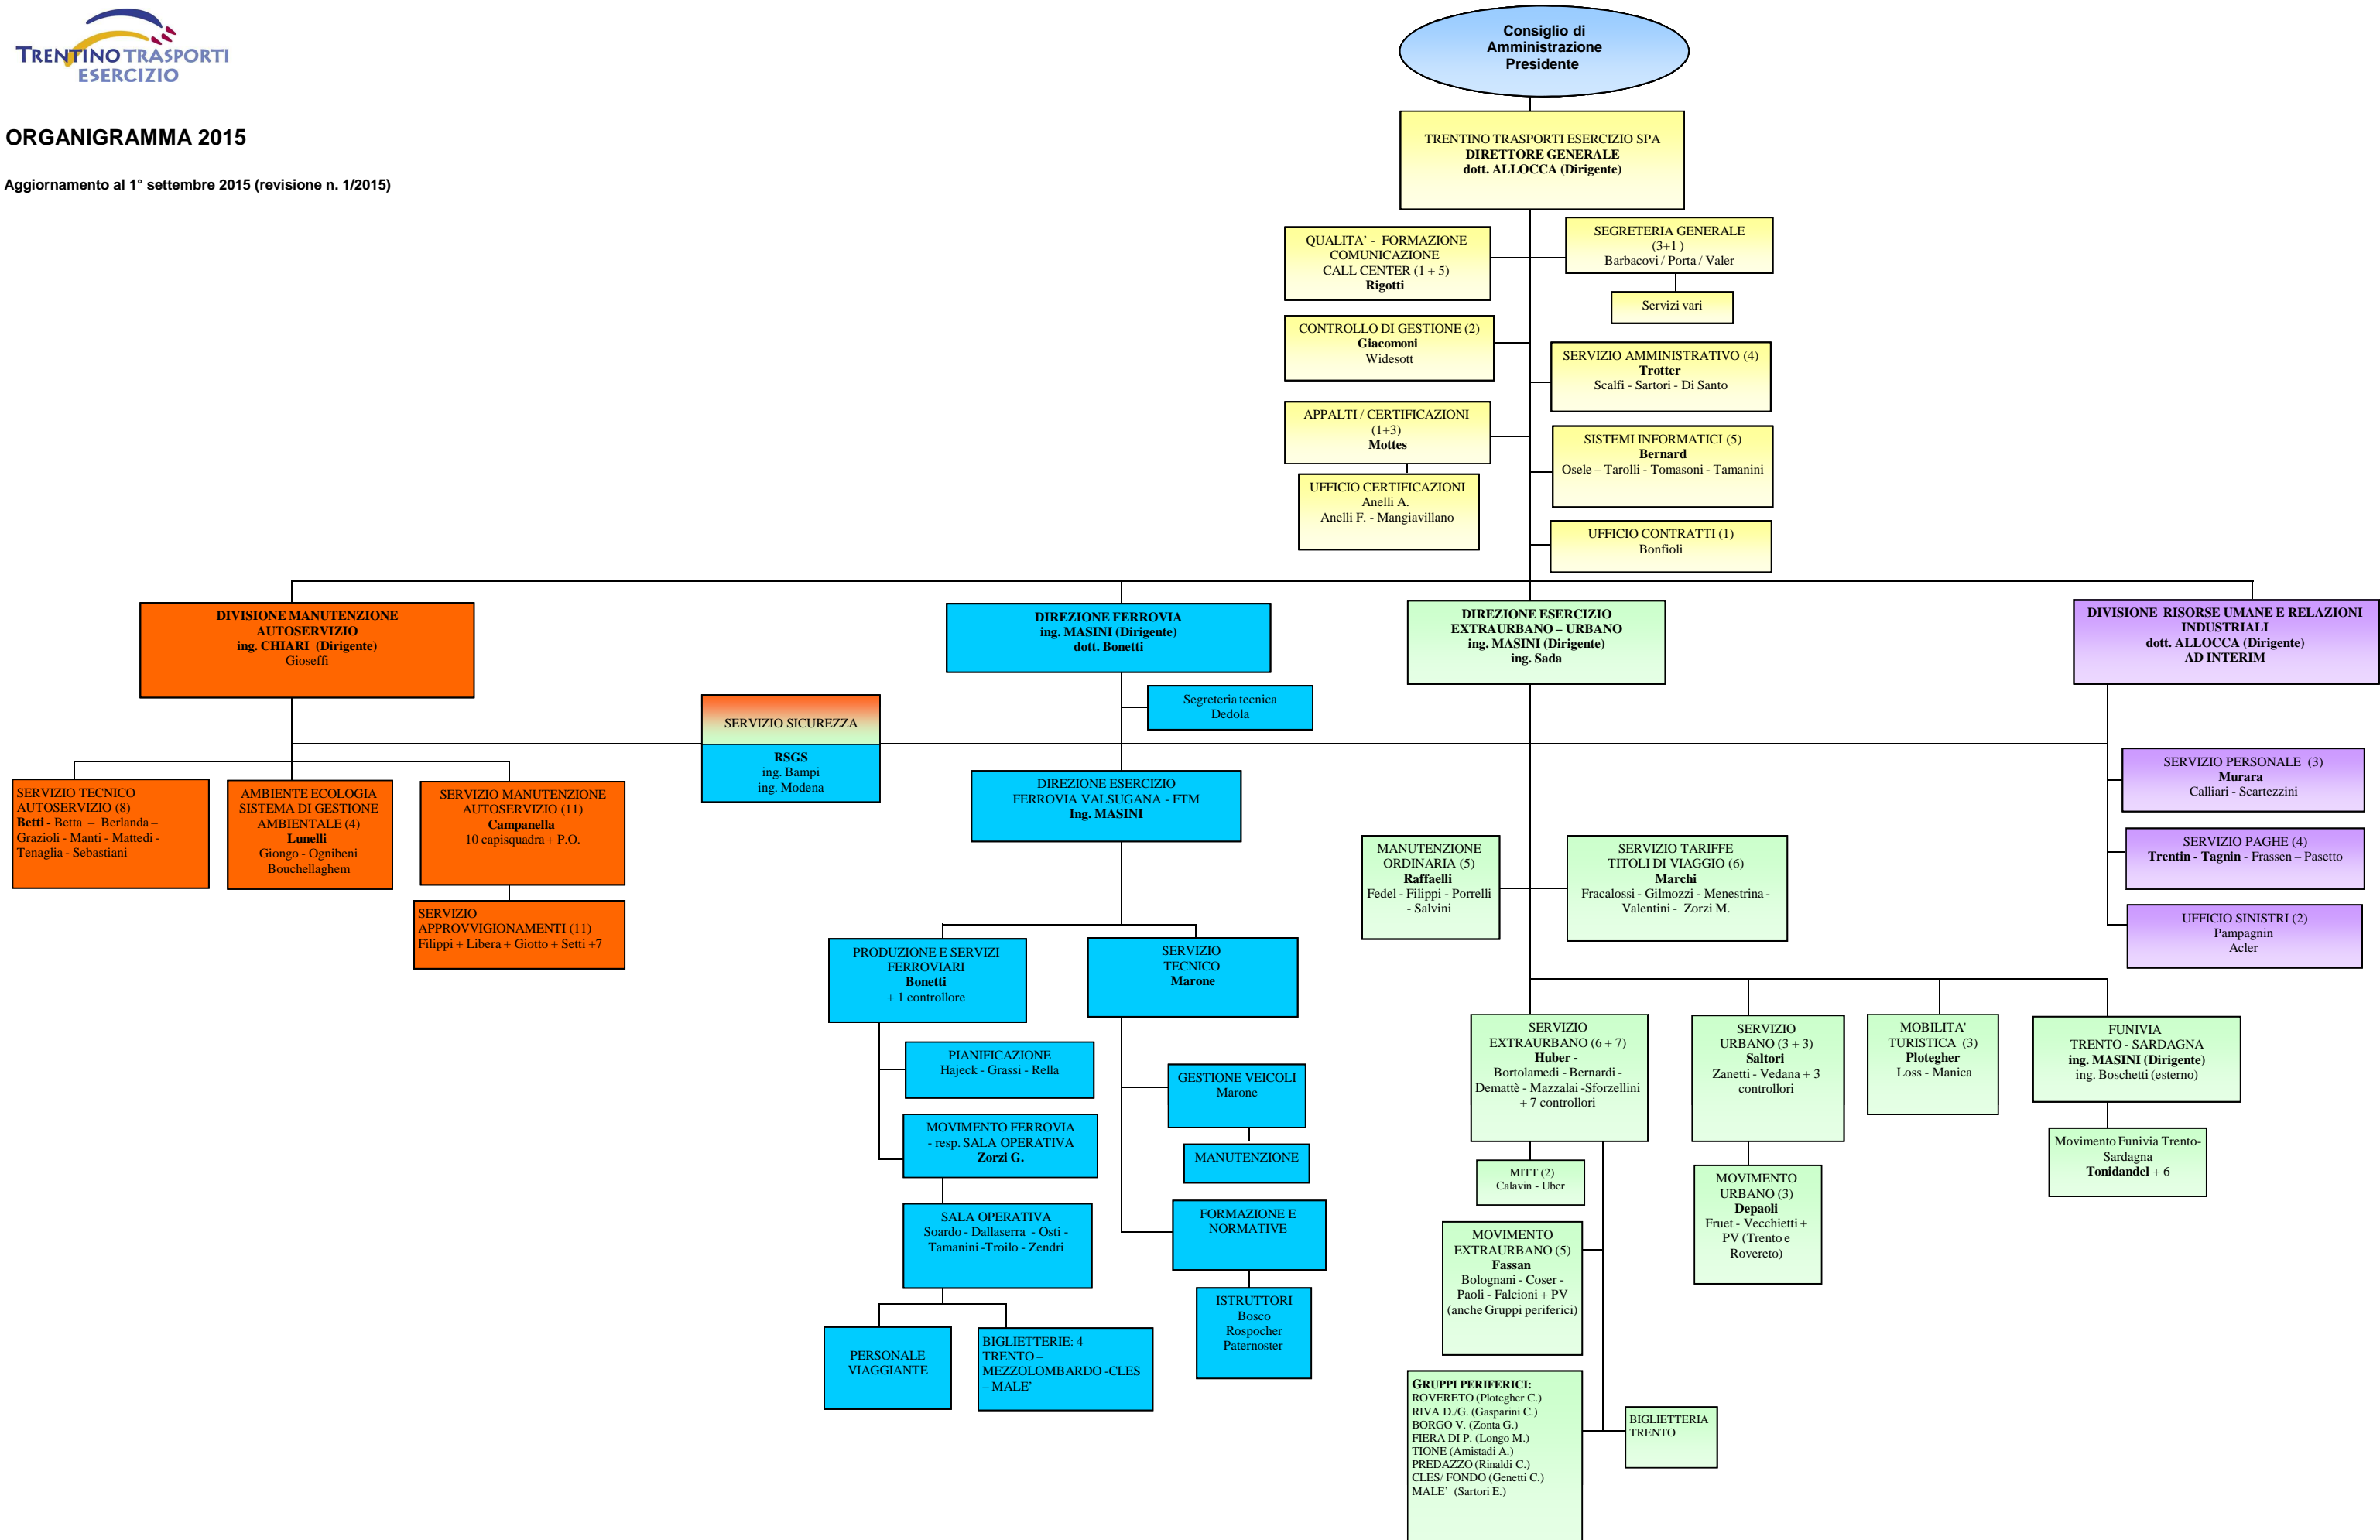 TRENTINO TRASPORTI
ESERCIZIO
ORGANIGRAMMA 2015
Aggiornamento al 1° settembre 2015 (revisione n. 1/2015)
Consiglio di
Amministrazione
Presidente
TRENTINO TRASPORTI ESERCIZIO SPA
DIRETTORE GENERALE
dott. ALLOCCA (Dirigente)
QUALITA' - FORMAZIONE
COMUNICAZIONE
CALL CENTER (1 + 5)
Rigotti
SEGRETERIA GENERALE
(3+1 )
Barbacovi / Porta / Valer
Servizi vari
CONTROLLO DI GESTIONE (2)
Giacomoni
Widesott
SERVIZIO AMMINISTRATIVO (4)
Trotter
Scalfi - Sartori - Di Santo
APPALTI / CERTIFICAZIONI
(1+3)
Mottes
SISTEMI INFORMATICI (5)
Bernard
Osele – Tarolli - Tomasoni - Tamanini
UFFICIO CERTIFICAZIONI
Anelli A.
Anelli F. - Mangiavillano
UFFICIO CONTRATTI (1)
Bonfioli
DIVISIONE MANUTENZIONE
AUTOSERVIZIO
ing. CHIARI (Dirigente)
Gioseffi
DIREZIONE FERROVIA
ing. MASINI (Dirigente)
dott. Bonetti
DIREZIONE ESERCIZIO
EXTRAURBANO – URBANO
ing. MASINI (Dirigente)
ing. Sada
DIVISIONE RISORSE UMANE E RELAZIONI
INDUSTRIALI
dott. ALLOCCA (Dirigente)
AD INTERIM
Segreteria tecnica
Dedola
SERVIZIO SICUREZZA
RSGS
ing. Bampi
ing. Modena
SERVIZIO TECNICO
AUTOSERVIZIO (8)
Betti - Betta – Berlanda –
Grazioli - Manti - Mattedi -
Tenaglia - Sebastiani
AMBIENTE ECOLOGIA
SISTEMA DI GESTIONE
AMBIENTALE (4)
Lunelli
Giongo - Ognibeni
Bouchellaghem
SERVIZIO MANUTENZIONE
AUTOSERVIZIO (11)
Campanella
10 capisquadra + P.O.
SERVIZIO
APPROVVIGIONAMENTI (11)
Filippi + Libera + Giotto + Setti +7
DIREZIONE ESERCIZIO
FERROVIA VALSUGANA - FTM
Ing. MASINI
SERVIZIO PERSONALE (3)
Murara
Calliari - Scartezzini
SERVIZIO PAGHE (4)
Trentin - Tagnin - Frassen – Pasetto
UFFICIO SINISTRI (2)
Pampagnin
Acler
MANUTENZIONE
ORDINARIA (5)
Raffaelli
Fedel - Filippi - Porrelli
- Salvini
SERVIZIO TARIFFE
TITOLI DI VIAGGIO (6)
Marchi
Fracalossi - Gilmozzi - Menestrina -
Valentini - Zorzi M.
PRODUZIONE E SERVIZI
FERROVIARI
Bonetti
+ 1 controllore
SERVIZIO
TECNICO
Marone
PIANIFICAZIONE
Hajeck - Grassi - Rella
MOVIMENTO FERROVIA
- resp. SALA OPERATIVA
Zorzi G.
SALA OPERATIVA
Soardo - Dallaserra - Osti -
Tamanini -Troilo - Zendri
PERSONALE
VIAGGIANTE
BIGLIETTERIE: 4
TRENTO –
MEZZOLOMBARDO -CLES
– MALE'
GESTIONE VEICOLI
Marone
MANUTENZIONE
FORMAZIONE E
NORMATIVE
ISTRUTTORI
Bosco
Rospocher
Paternoster
SERVIZIO
EXTRAURBANO (6 + 7)
Huber -
Bortolamedi - Bernardi -
Demattè - Mazzalai -Sforzellini
+ 7 controllori
SERVIZIO
URBANO (3 + 3)
Saltori
Zanetti - Vedana + 3
controllori
MOBILITA'
TURISTICA (3)
Plotegher
Loss - Manica
FUNIVIA
TRENTO - SARDAGNA
ing. MASINI (Dirigente)
ing. Boschetti (esterno)
MITT (2)
Calavin - Uber
MOVIMENTO
URBANO (3)
Depaoli
Fruet - Vecchietti +
PV (Trento e
Rovereto)
Movimento Funivia Trento-
Sardagna
Tonidandel + 6
MOVIMENTO
EXTRAURBANO (5)
Fassan
Bolognani - Coser -
Paoli - Falcioni + PV
(anche Gruppi periferici)
GRUPPI PERIFERICI:
ROVERETO (Plotegher C.)
RIVA D./G. (Gasparini C.)
BORGO V. (Zonta G.)
FIERA DI P. (Longo M.)
TIONE (Amistadi A.)
PREDAZZO (Rinaldi C.)
CLES/ FONDO (Genetti C.)
MALE' (Sartori E.)
BIGLIETTERIA
TRENTO